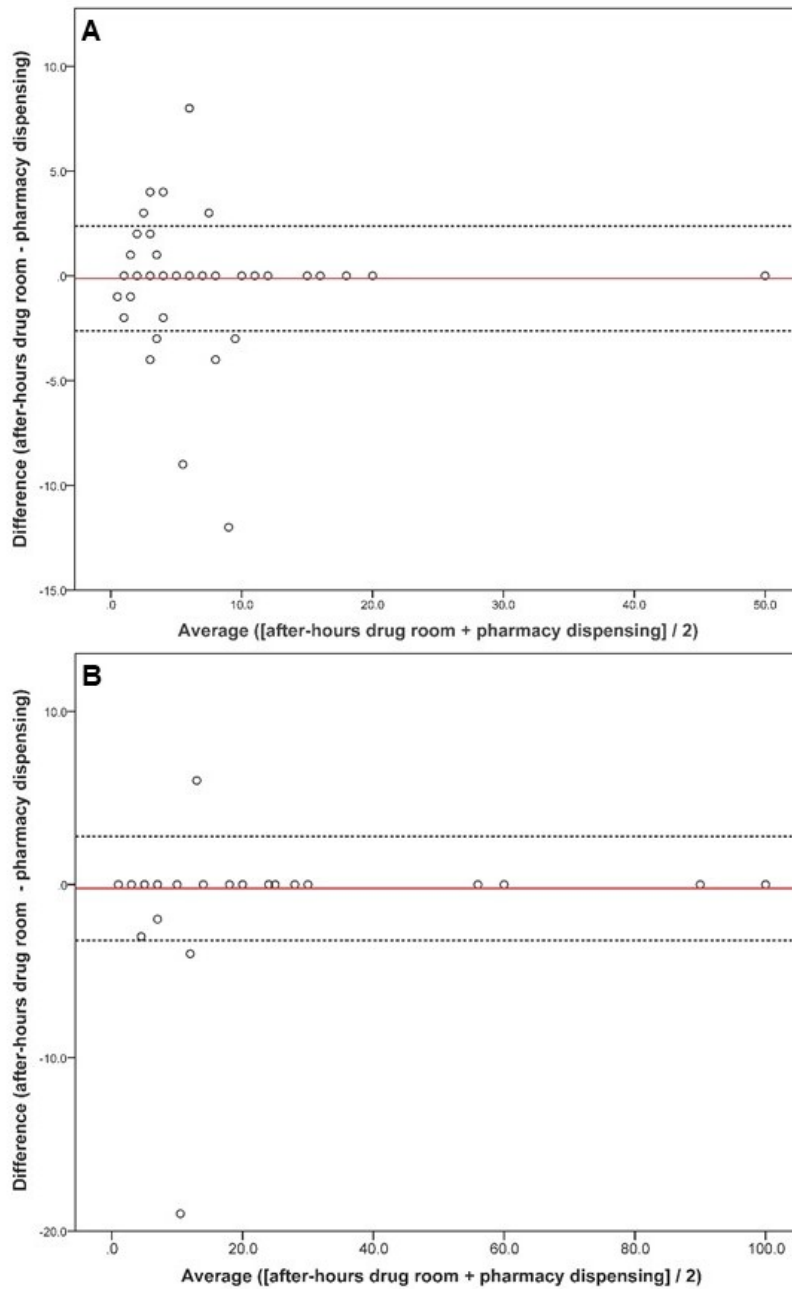 A
Difference (after-hours drug room - pharmacy dispensing)
10.0
5.0
.0
-5.0
-10.0
-15.0
.0 10.0 20.0 30.0 40.0 50.0
Average ([after-hours drug room + pharmacy dispensing] / 2)
B
Difference (after-hours drug room - pharmacy dispensing)
10.0
.0
-10.0
-20.0
.0 20.0 40.0 60.0 80.0 100.0
Average ([after-hours drug room + pharmacy dispensing] / 2)